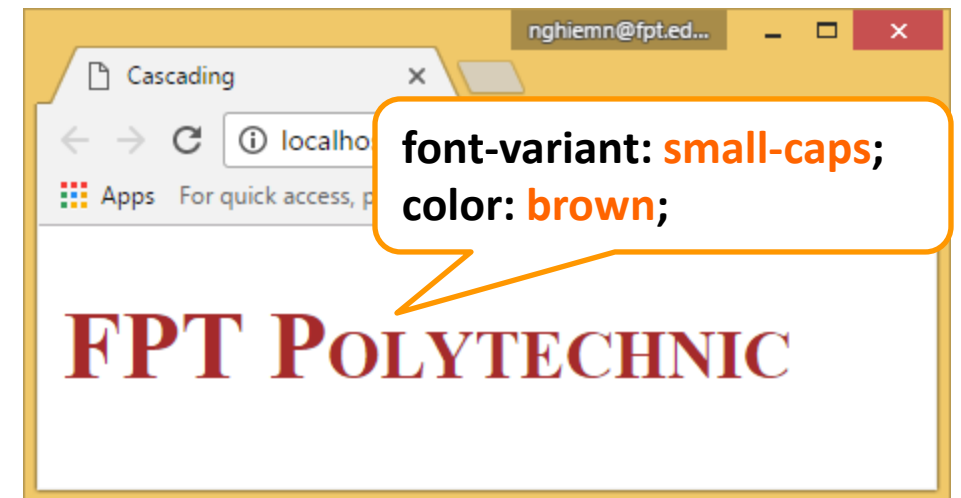 nghiemn@fpt.ed...
Cascading
localho
Apps For quick access, p
font-variant: small-caps;
color: brown;
FPT POLYTECHNIC